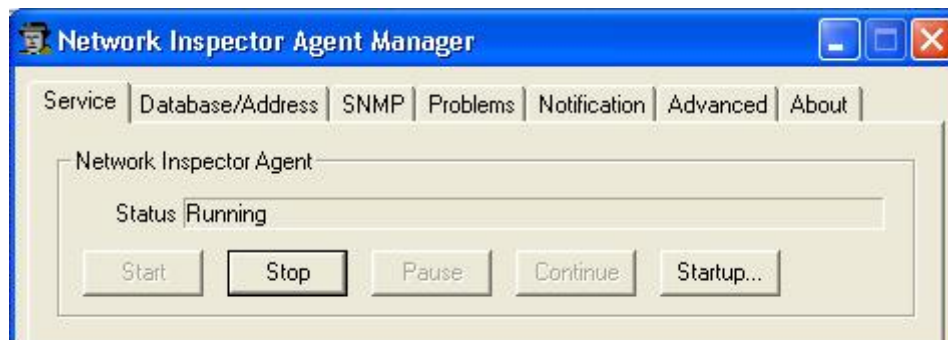 Network Inspector Agent Manager
Service Database/Address SNMP Problems Notification Advanced About
Network Inspector Agent
Status Running
Start Stop Pause Continue Startup...